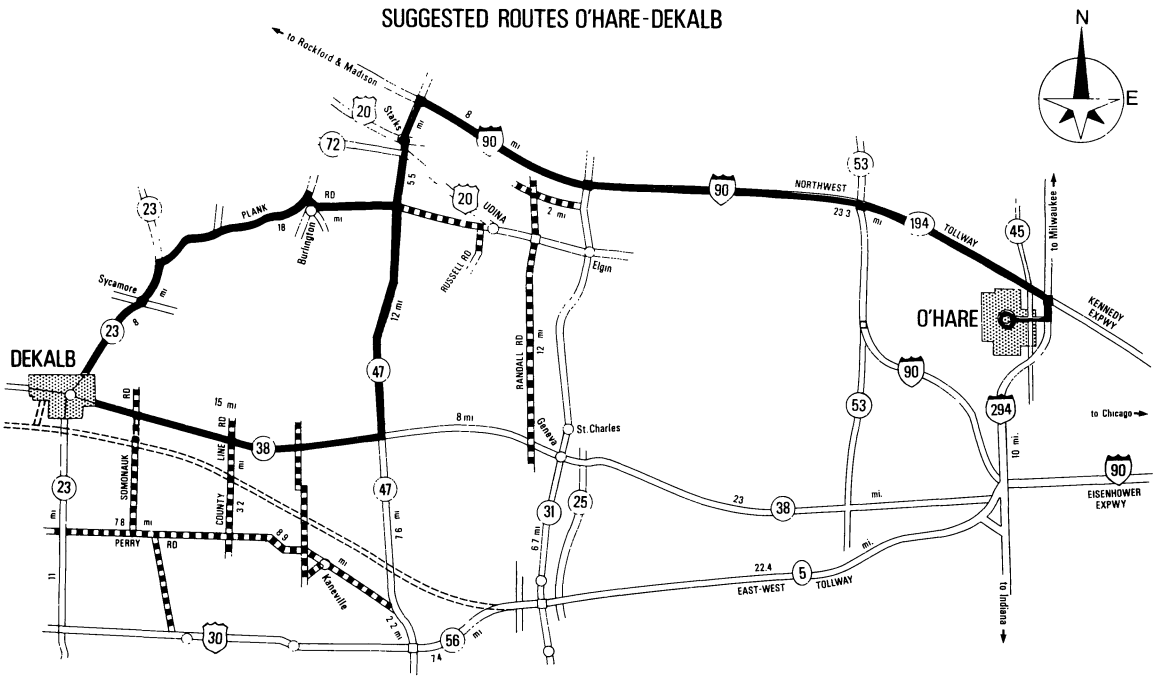 SUGGESTED ROUTES O'HARE-DEKALB
N
E
to Rockford & Madison
20
Starks
mi
8
90
mi
72
5.5
53
23
PLANK
RD
18
mi
Burlington
20
UDINA
2 mi
90
NORTHWEST
23.3
mi
194
TOLLWAY
45
to Milwaukee
RUSSELL RD
Elgin
Sycamore
mi
8
23
12 mi
RANDALL RD
12 mi
O'HARE
KENNEDY
EXPWY
DEKALB
47
90
53
294
to Chicago
RD
15 mi
RD
38
8 mi
Geneva
St. Charles
10 mi.
90
EISENHOWER
EXPWY
23
SOMONAUK
LINE
mi
COUNTY
3.2
47
31
25
23
38
mi.
mi
7.8
mi
PERRY
RD
8.9
mi
mi
7.6
6.7 mi
mi.
Kaneville
22.4
5
EAST-WEST
TOLLWAY
11
to Indiana
30
2.2 mi
56
mi
7.4